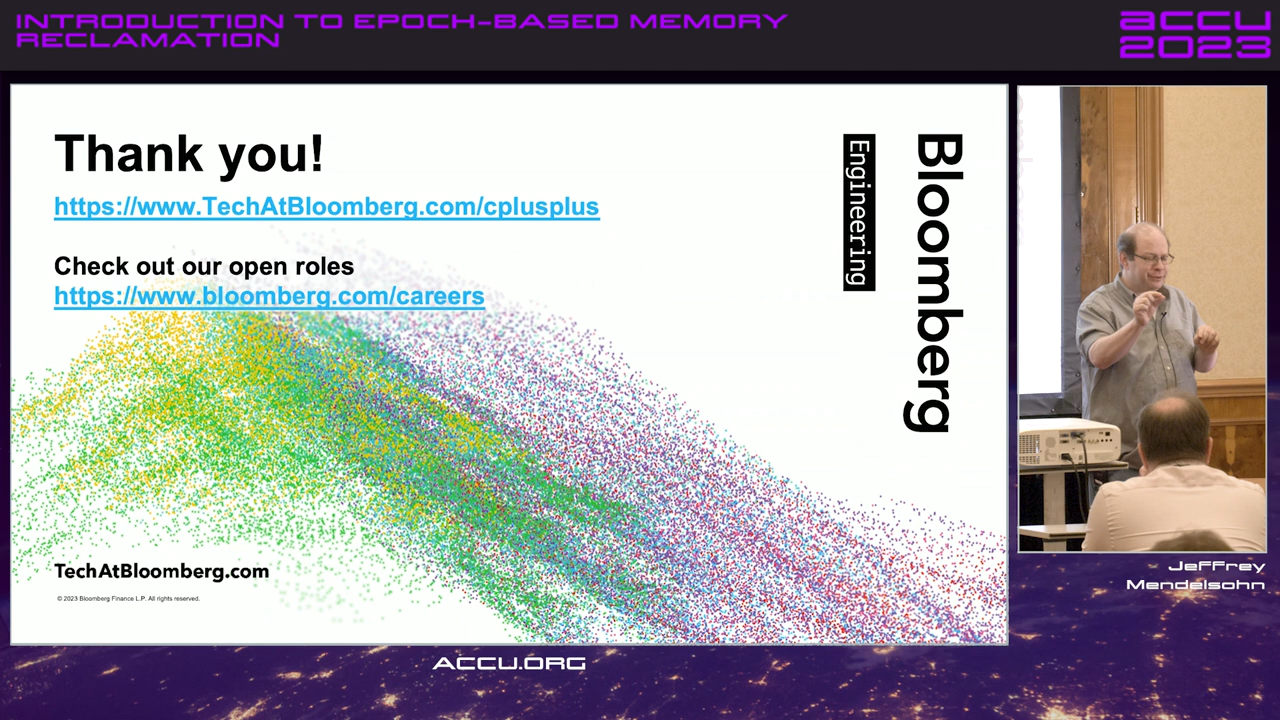 INTRODUCTION TO EPOCH-BASED MEMORY
RECLAMATION
ACCU
2023
Thank you!
https://www.TechAtBloomberg.com/cplusplus
Check out our open roles
https://www.bloomberg.com/careers
Engineering
Bloomberg
TechAtBloomberg.com
© 2023 Bloomberg Finance L.P. All rights reserved.
Jeffrey
Mendelsohn
ACCU.ORG